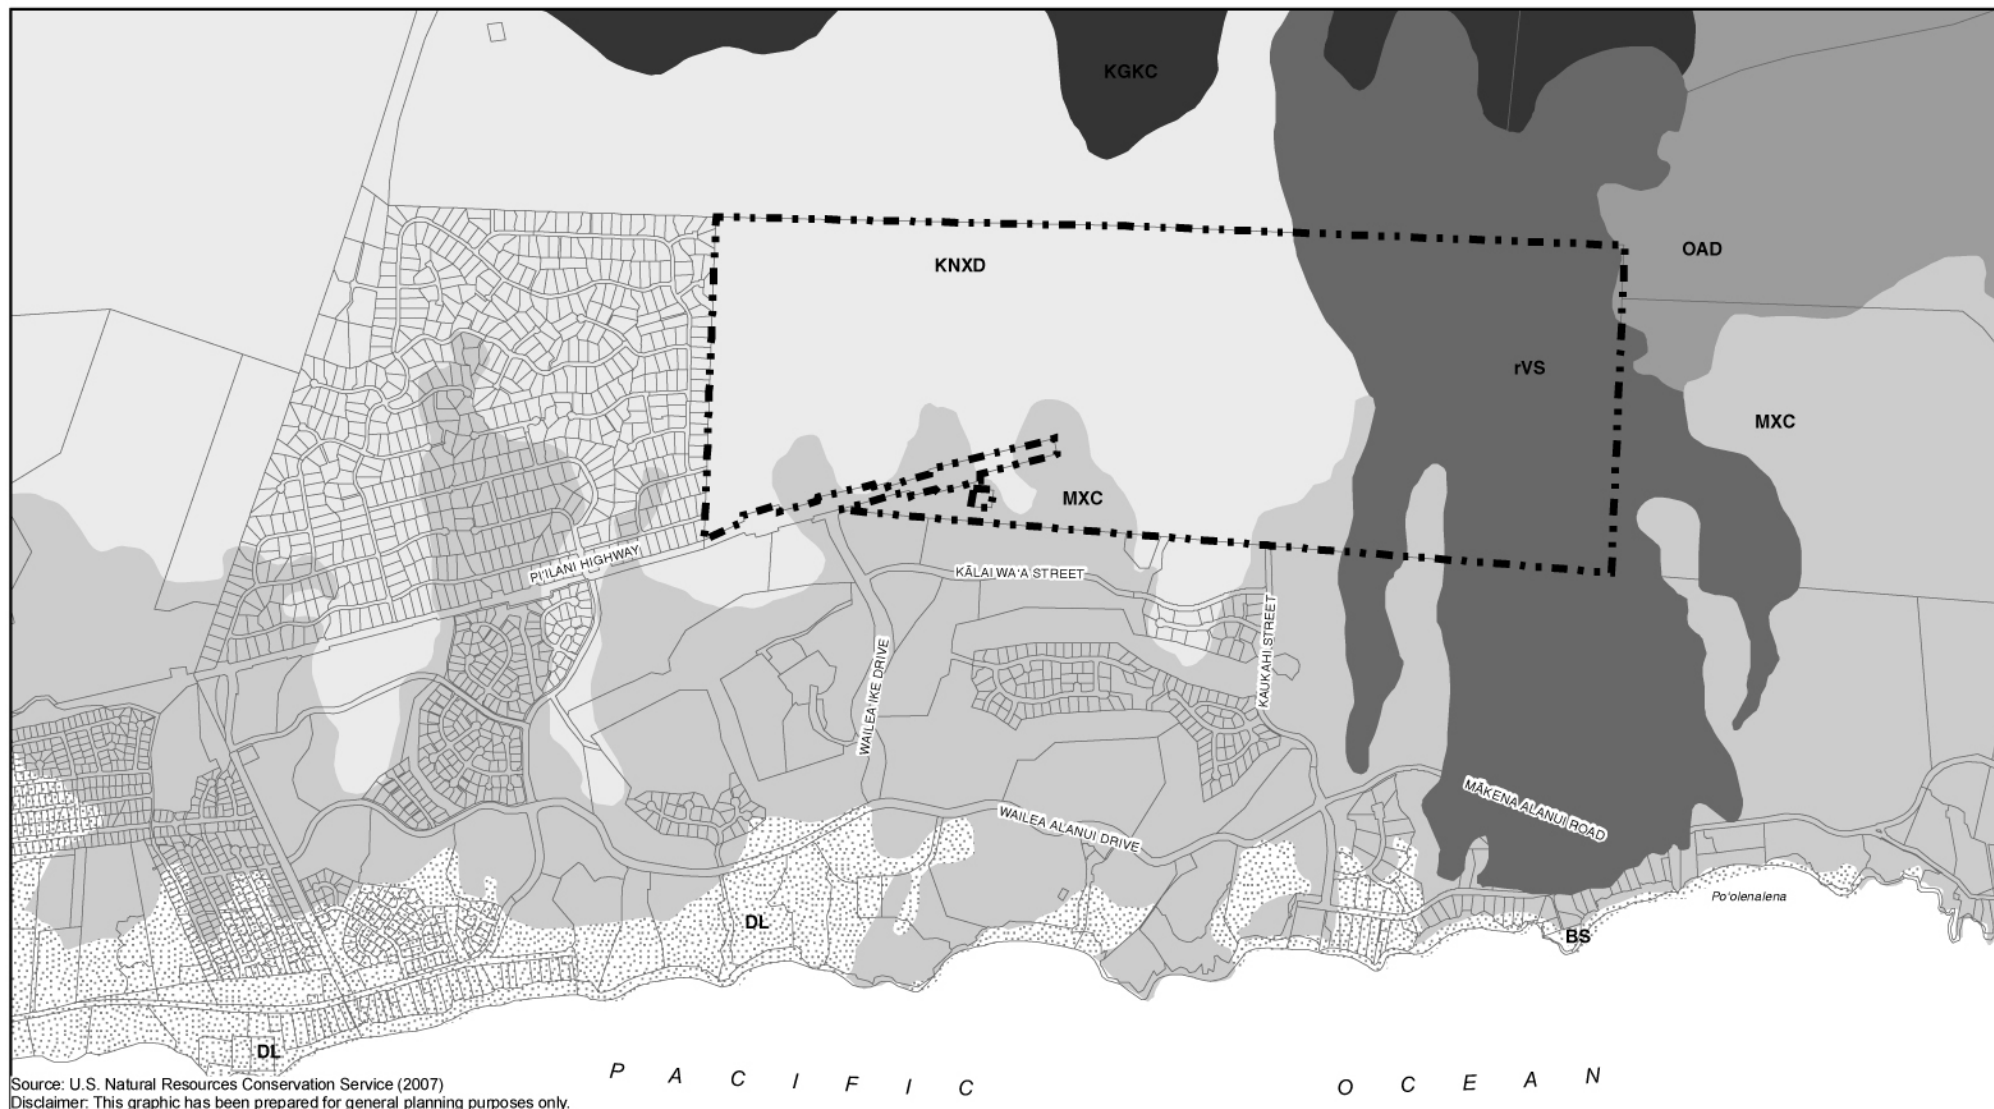 KGKC
OAD
KNXD
rVS
MXC
MXC
PI'ILANI HIGHWAY
KĀLAI WA'A STREET
KAUKAHI STREET
WAILEA IKE DRIVE
MĀKENA ALANUI ROAD
WAILEA ALANUI DRIVE
Po'olenalena
DL
BS
DL
PACIFIC OCEAN
Source: U.S. Natural Resources Conservation Service (2007)
Disclaimer: This graphic has been prepared for general planning purposes only.